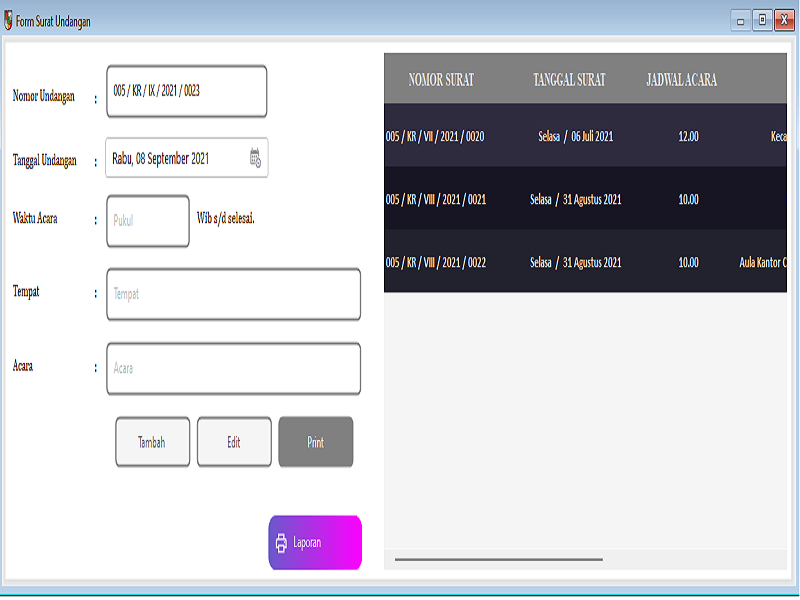 Form Surat Undangan
Nomor Undangan : 005 / KR / IX / 2021 / 0023
Tanggal Undangan : Rabu, 08 September 2021
Waktu Acara : Pukul Wib s/d selesai.
Tempat : Tempat
Acara : Acara
Tambah Edit Print
Laporan
NOMOR SURAT TANGGAL SURAT JADWAL ACARA
005 / KR / VII / 2021 / 0020 Selasa / 06 Juli 2021 12.00 Keca
005 / KR / VIII / 2021 / 0021 Selasa / 31 Agustus 2021 10.00
005 / KR / VIII / 2021 / 0022 Selasa / 31 Agustus 2021 10.00 Aula Kantor C